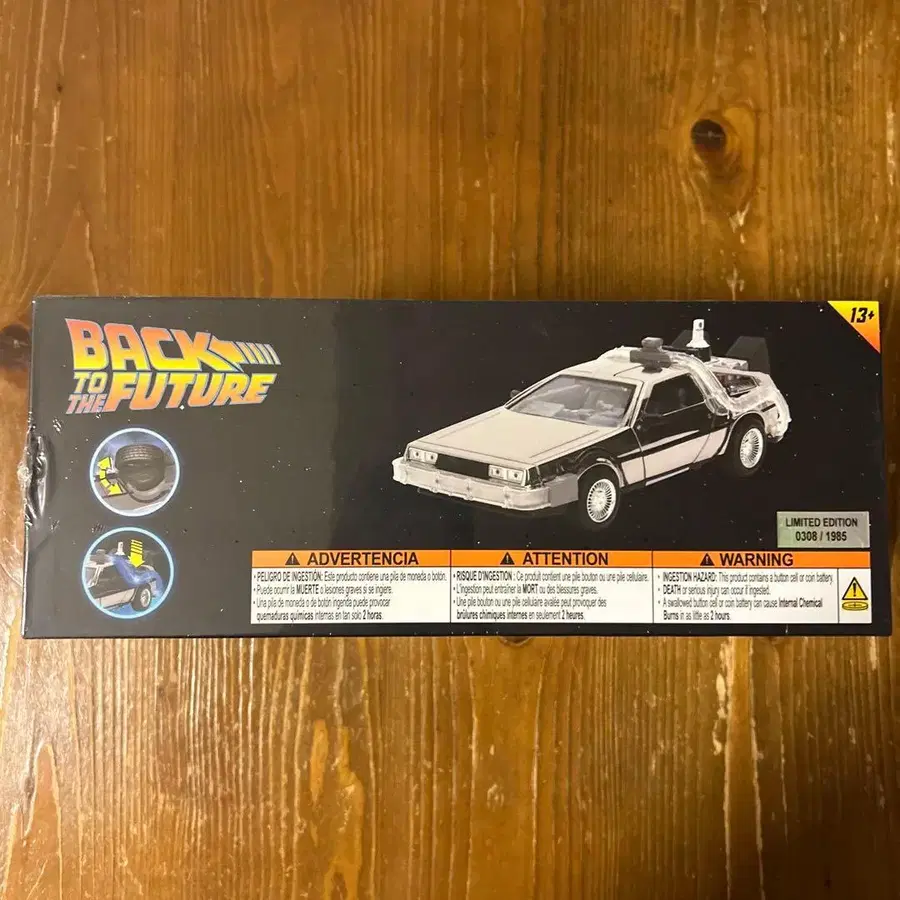 BACK
TO
THE FUTURE
13+
LIMITED EDITION
0308 / 1985
ADVERTENCIA
• PELIGRO DE INGESTIÓN: Este producto contiene una pila de moneda o botón.
• Puede ocurrir la MUERTE o lesiones graves si se ingere.
• Una pila de moneda o de botón ingerida puede provocar
quemaduras químicas internas en tan solo 2 horas.
ATTENTION
• RISQUE D'INGESTION : Ce produit contient une pile bouton ou une pile cellulaire.
• L'ingestion peut entraîner la MORT ou des blessures graves.
• Une pile bouton ou une pile cellulaire avalée peut provoquer des
brûlures chimiques internes en seulement 2 heures.
WARNING
• INGESTION HAZARD: This product contains a button cell or coin battery.
• DEATH or serious injury can occur if ingested.
• A swallowed button cell or coin battery can cause Internal Chemical
Burns in as little as 2 hours.